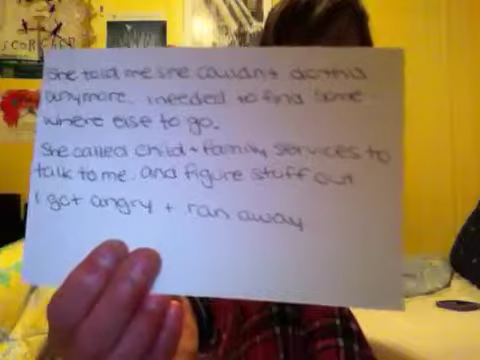 SCORCHED
She told me she couldn't do this
anymore. I needed to find some
where else to go.
She called child + family services to
talk to me. and figure stuff out
I got angry + ran away